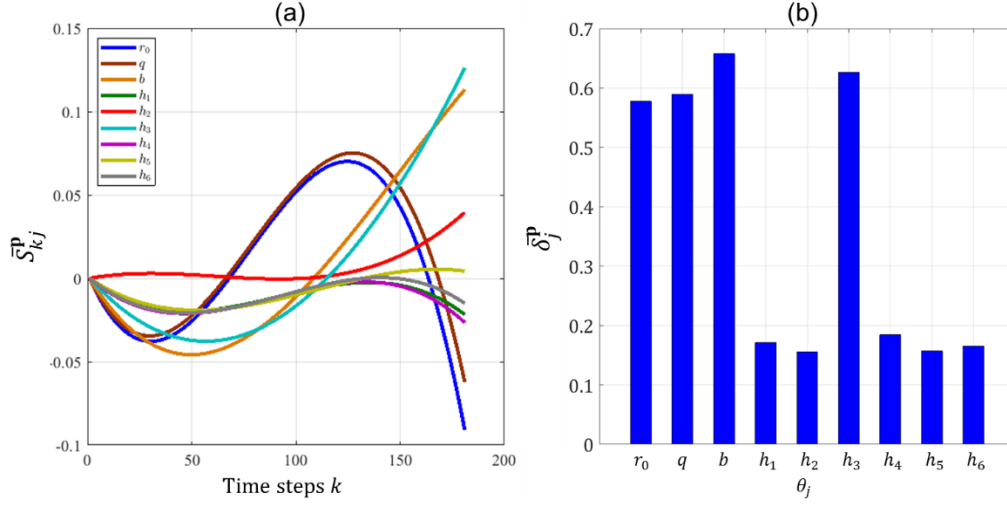 (a)
0.15
0.1
0.05
0
-0.05
-0.1
0
50
100
150
200
r₀
q
b
h₁
h₂
h₃
h₄
h₅
h₆
S̄ᴾₖⱼ
Time steps k
(b)
0.7
0.6
0.5
0.4
0.3
0.2
0.1
0
r₀ q b h₁ h₂ h₃ h₄ h₅ h₆
δ̄ᴾⱼ
θⱼ